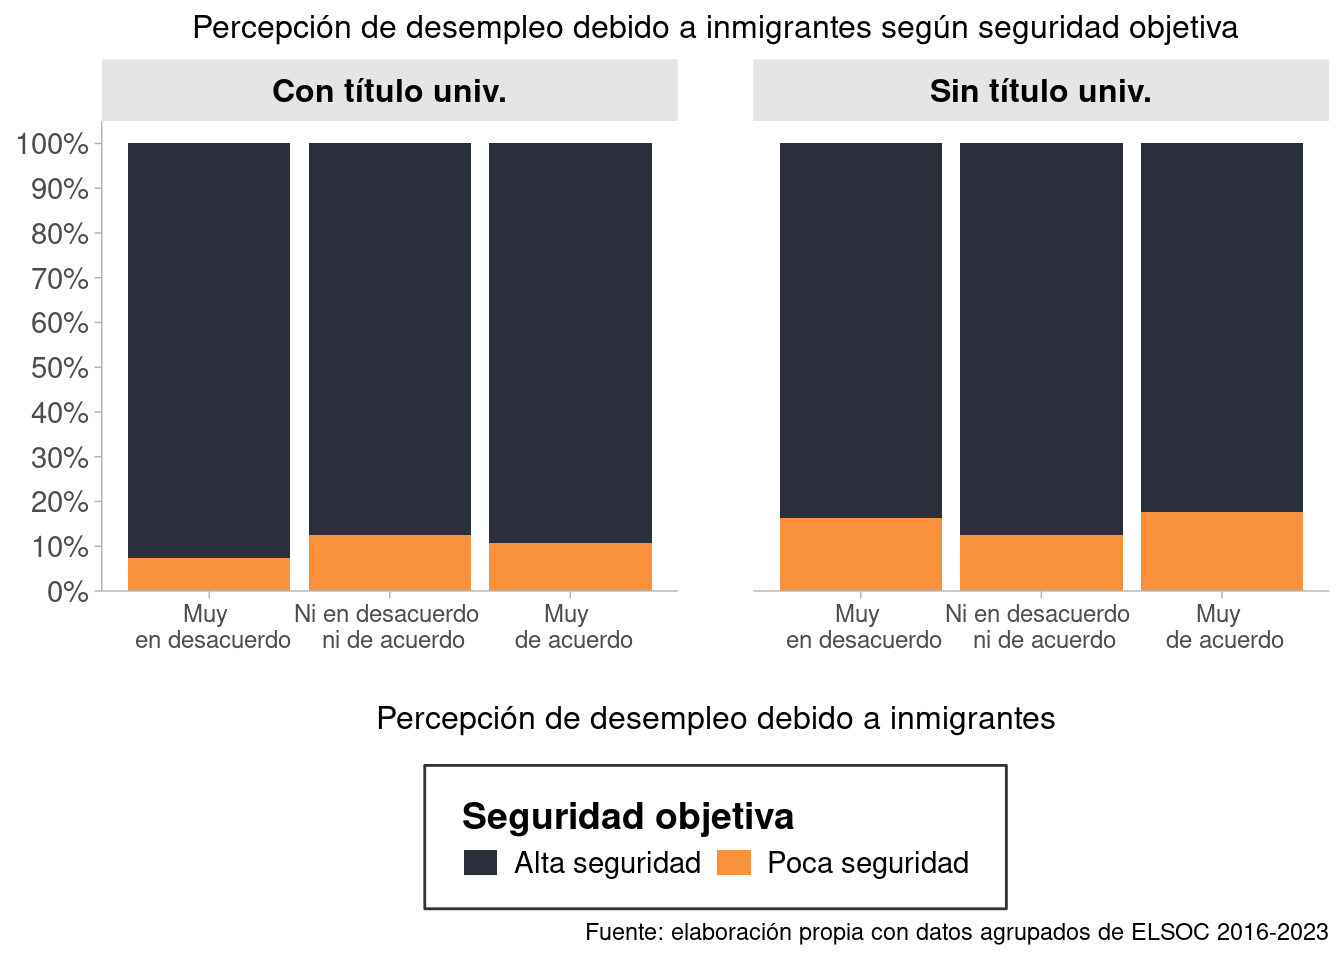 Percepción de desempleo debido a inmigrantes según seguridad objetiva
Con título univ.
Sin título univ.
100%
90%
80%
70%
60%
50%
40%
30%
20%
10%
0%
Muy
en desacuerdo
Ni en desacuerdo
ni de acuerdo
Muy
de acuerdo
Muy
en desacuerdo
Ni en desacuerdo
ni de acuerdo
Muy
de acuerdo
Percepción de desempleo debido a inmigrantes
Seguridad objetiva
Alta seguridad
Poca seguridad
Fuente: elaboración propia con datos agrupados de ELSOC 2016-2023